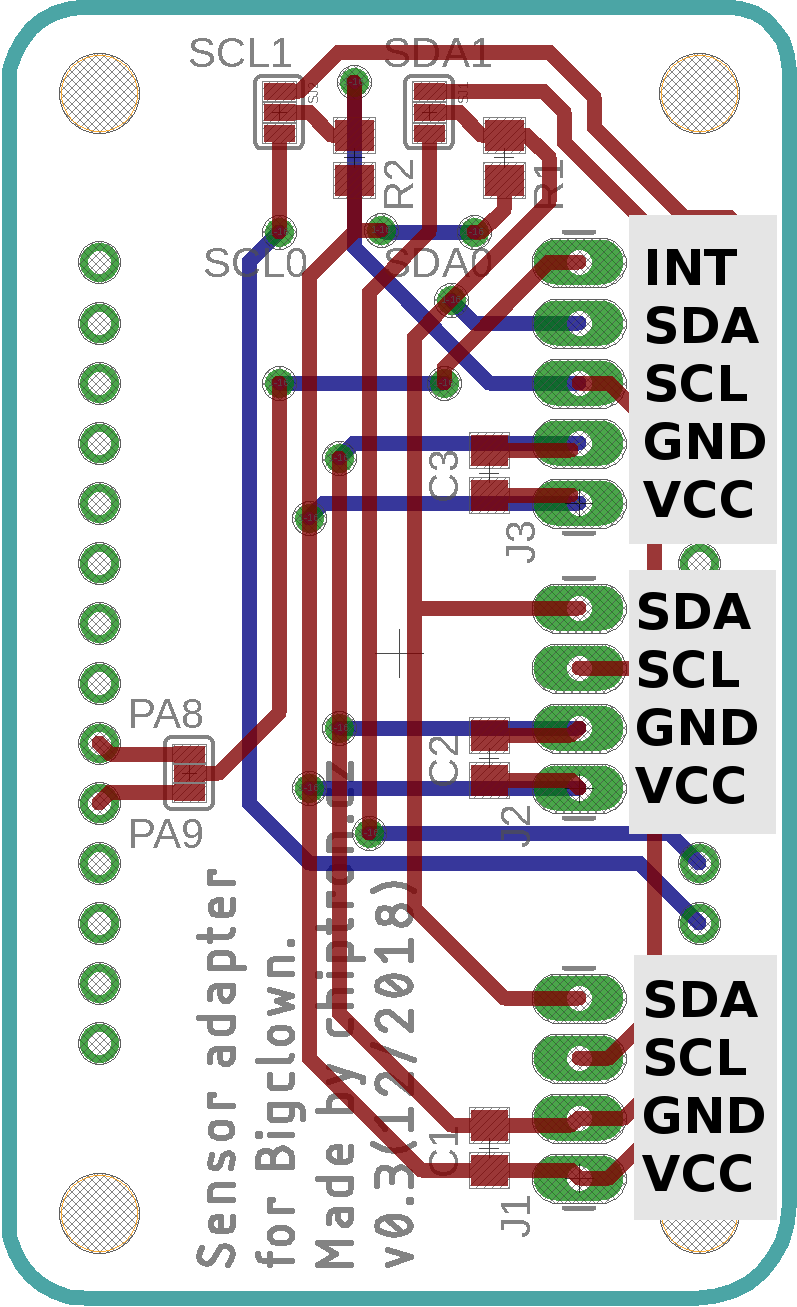 SCL1
SDA1
SJ2
SJ1
R2
R1
SCL0
SDA0
INT
SDA
SCL
GND
VCC
C3
J3
SDA
SCL
GND
VCC
C2
J2
PA8
PA9
Sensor adapter
for Bigclown.
Made by chiptron.cz
v0.3(12/2018)
SDA
SCL
GND
VCC
C1
J1